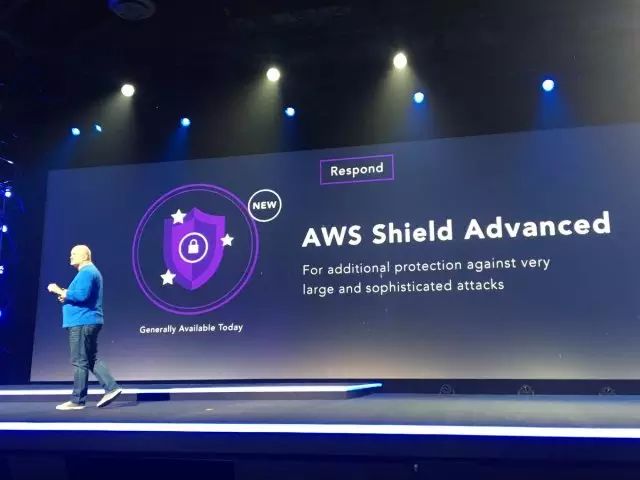 Respond
NEW
AWS Shield Advanced
For additional protection against very
large and sophisticated attacks
Generally Available Today